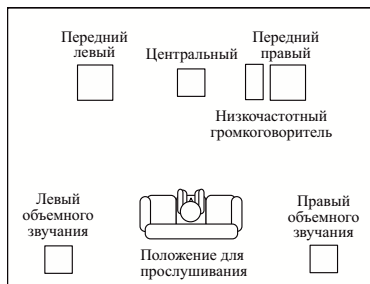 Передний
левый
Центральный
Передний
правый
Низкочастотный
громкоговоритель
Левый
объемного
звучания
Положение для
прослушивания
Правый
объемного
звучания